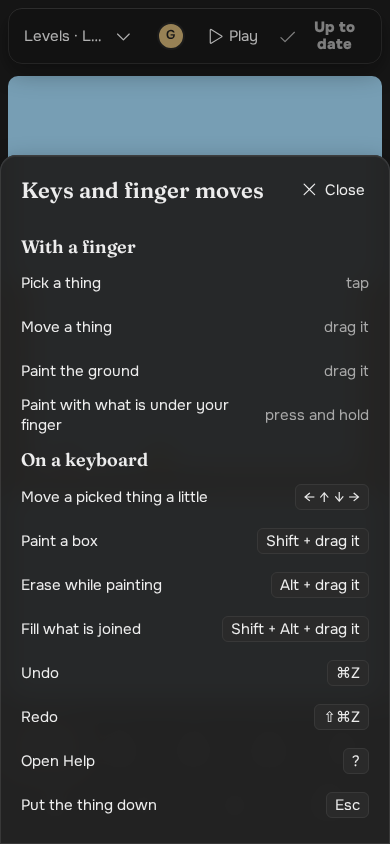 Levels · L...
G
Play
Up to
date
Keys and finger moves
Close
With a finger
Pick a thing
tap
Move a thing
drag it
Paint the ground
drag it
Paint with what is under your
finger
press and hold
On a keyboard
Move a picked thing a little
← ↑ ↓ →
Paint a box
Shift + drag it
Erase while painting
Alt + drag it
Fill what is joined
Shift + Alt + drag it
Undo
⌘Z
Redo
⇧⌘Z
Open Help
?
Put the thing down
Esc